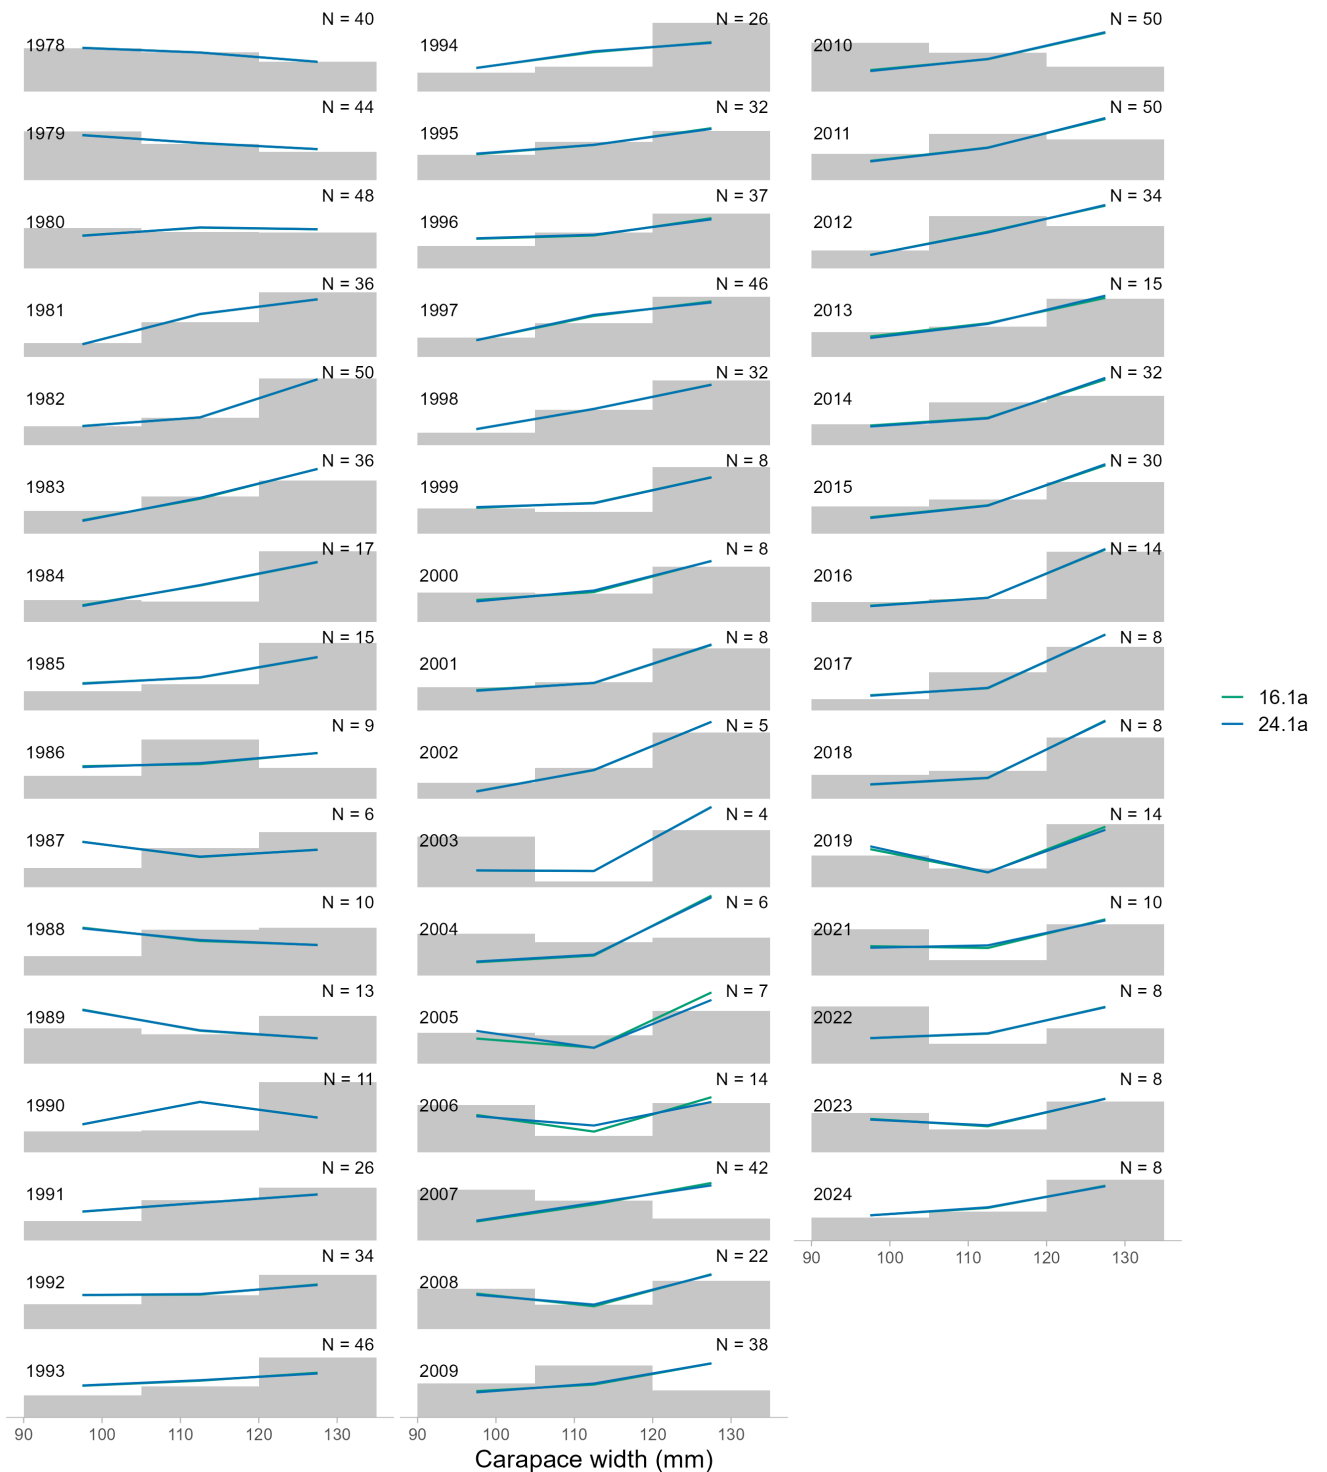 N = 40
1978
N = 44
1979
N = 48
1980
N = 36
1981
N = 50
1982
N = 36
1983
N = 17
1984
N = 15
1985
N = 9
1986
N = 6
1987
N = 10
1988
N = 13
1989
N = 11
1990
N = 26
1991
N = 34
1992
N = 46
1993
90 100 110 120 130
N = 26
1994
N = 32
1995
N = 37
1996
N = 46
1997
N = 32
1998
N = 8
1999
N = 8
2000
N = 8
2001
N = 5
2002
N = 4
2003
N = 6
2004
N = 7
2005
N = 14
2006
N = 42
2007
N = 22
2008
N = 38
2009
90 100 110 120 130
N = 50
2010
N = 50
2011
N = 34
2012
N = 15
2013
N = 32
2014
N = 30
2015
N = 14
2016
N = 8
2017
N = 8
2018
N = 14
2019
N = 10
2021
N = 8
2022
N = 8
2023
N = 8
2024
90 100 110 120 130
Carapace width (mm)
16.1a
24.1a